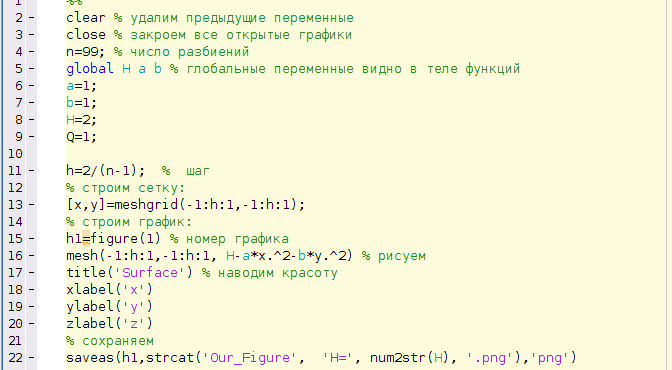 1 %%
2 - clear % удалим предыдущие переменные
3 - close % закроем все открытые графики
4 - n=99; % число разбиений
5 - global H a b % глобальные переменные видно в теле функций
6 - a=1;
7 - b=1;
8 - H=2;
9 - Q=1;
10
11 - h=2/(n-1);  %  шаг
12 % строим сетку:
13 - [x,y]=meshgrid(-1:h:1,-1:h:1);
14 % строим график:
15 - h1=figure(1) % номер графика
16 - mesh(-1:h:1,-1:h:1, H-a*x.^2-b*y.^2) % рисуем
17 - title('Surface') % наводим красоту
18 - xlabel('x')
19 - ylabel('y')
20 - zlabel('z')
21 % сохраняем
22 - saveas(h1,strcat('Our_Figure',  'H=', num2str(H), '.png'),'png')